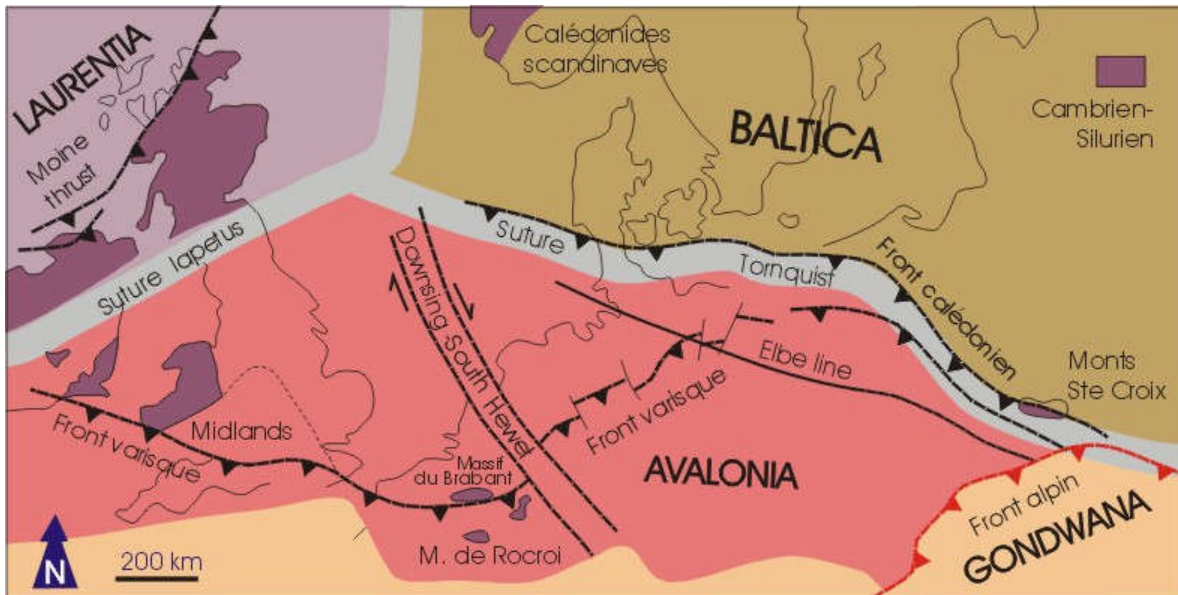 LAURENTIA
Moine
thrust
Suture Iapetus
Calédonides
scandinaves
BALTICA
Cambrien-
Silurien
Suture
Tornquist
Front calédonien
Monts
Ste Croix
Downsing-South Hewet
Elbe line
Front varisque
Midlands
Front varisque
Massif
du Brabant
M. de Rocroi
AVALONIA
Front alpin
GONDWANA
N
200 km